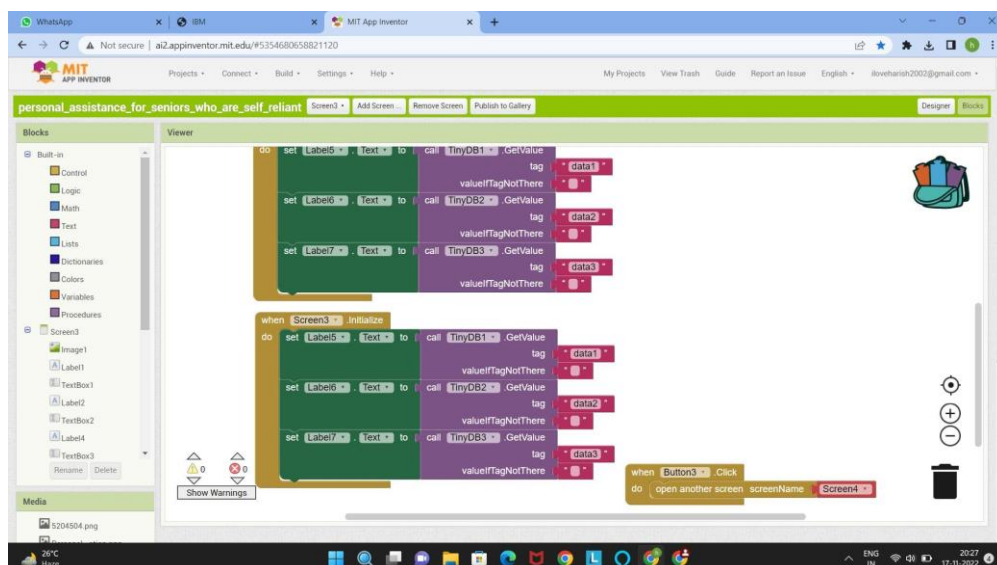 WhatsApp
IBM
MIT App Inventor
Not secure | ai2.appinventor.mit.edu/#5354680658821120
MIT
APP INVENTOR
Projects
Connect
Build
Settings
Help
My Projects
View Trash
Guide
Report an Issue
English
iloveharish2002@gmail.com
personal_assistance_for_seniors_who_are_self_reliant
Screen3
Add Screen ...
Remove Screen
Publish to Gallery
Designer
Blocks
Blocks
Viewer
Built-in
Control
Logic
Math
Text
Lists
Dictionaries
Colors
Variables
Procedures
Screen3
Image1
Label1
TextBox1
Label2
TextBox2
Label4
TextBox3
Rename Delete
Media
5204504.png
do set Label5 . Text to call TinyDB1 .GetValue
tag " data1 "
valueIfTagNotThere " "
set Label6 . Text to call TinyDB2 .GetValue
tag " data2 "
valueIfTagNotThere " "
set Label7 . Text to call TinyDB3 .GetValue
tag " data3 "
valueIfTagNotThere " "
when Screen3 .Initialize
do set Label5 . Text to call TinyDB1 .GetValue
tag " data1 "
valueIfTagNotThere " "
set Label6 . Text to call TinyDB2 .GetValue
tag " data2 "
valueIfTagNotThere " "
set Label7 . Text to call TinyDB3 .GetValue
tag " data3 "
valueIfTagNotThere " "
when Button3 .Click
do open another screen screenName Screen4
0 0
Show Warnings
26°C
Haze
ENG
IN
20:27
17-11-2022